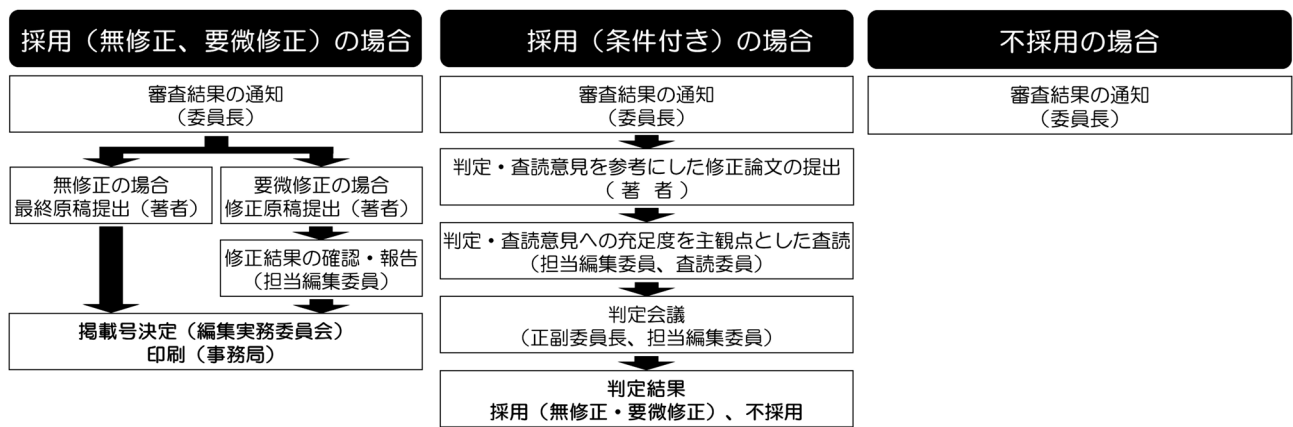 採用（無修正、要微修正）の場合
審査結果の通知
（委員長）
無修正の場合
最終原稿提出（著者）
要微修正の場合
修正原稿提出（著者）
修正結果の確認・報告
（担当編集委員）
掲載号決定（編集実務委員会）
印刷（事務局）
採用（条件付き）の場合
審査結果の通知
（委員長）
判定・査読意見を参考にした修正論文の提出
（ 著　者 ）
判定・査読意見への充足度を主観点とした査読
（担当編集委員、査読委員）
判定会議
（正副委員長、担当編集委員）
判定結果
採用（無修正・要微修正）、不採用
不採用の場合
審査結果の通知
（委員長）